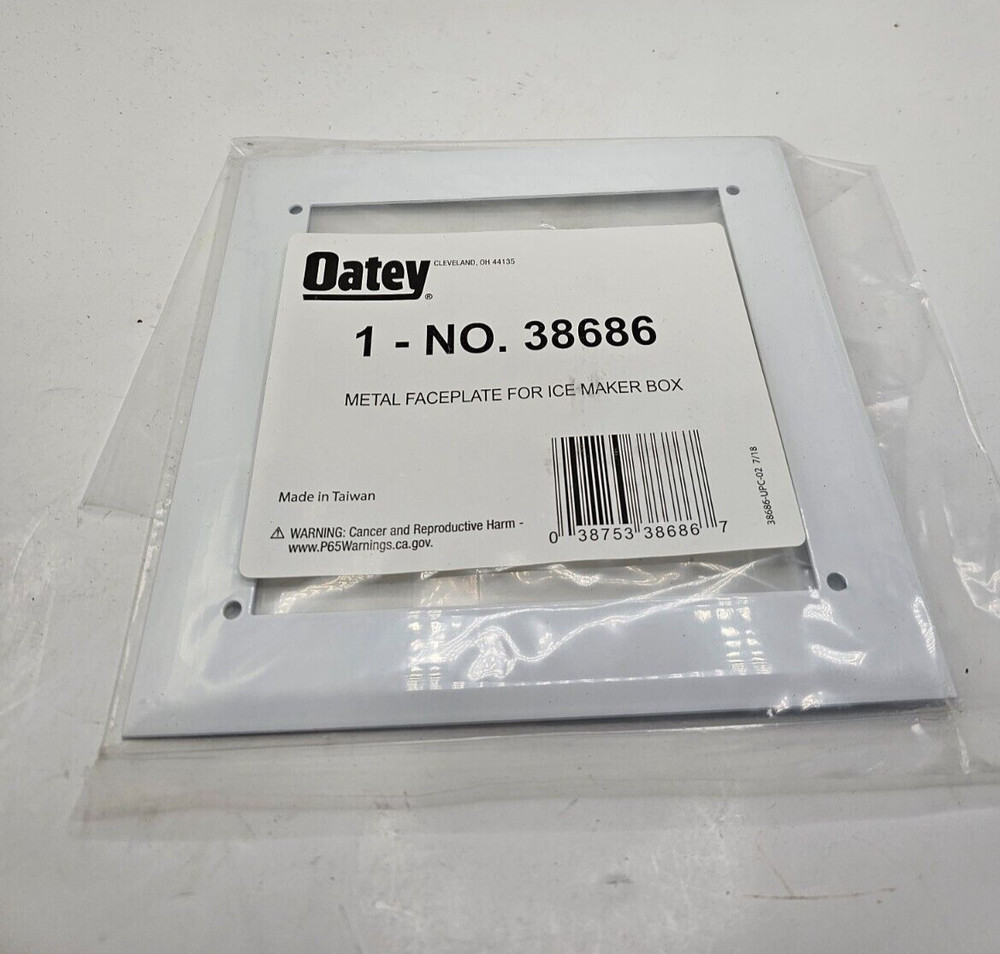 Oatey® CLEVELAND, OH 44135
1 - NO. 38686
METAL FACEPLATE FOR ICE MAKER BOX
Made in Taiwan
⚠ WARNING: Cancer and Reproductive Harm -
www.P65Warnings.ca.gov.
0 38753 38686 7
38686-UPC-02 7/18